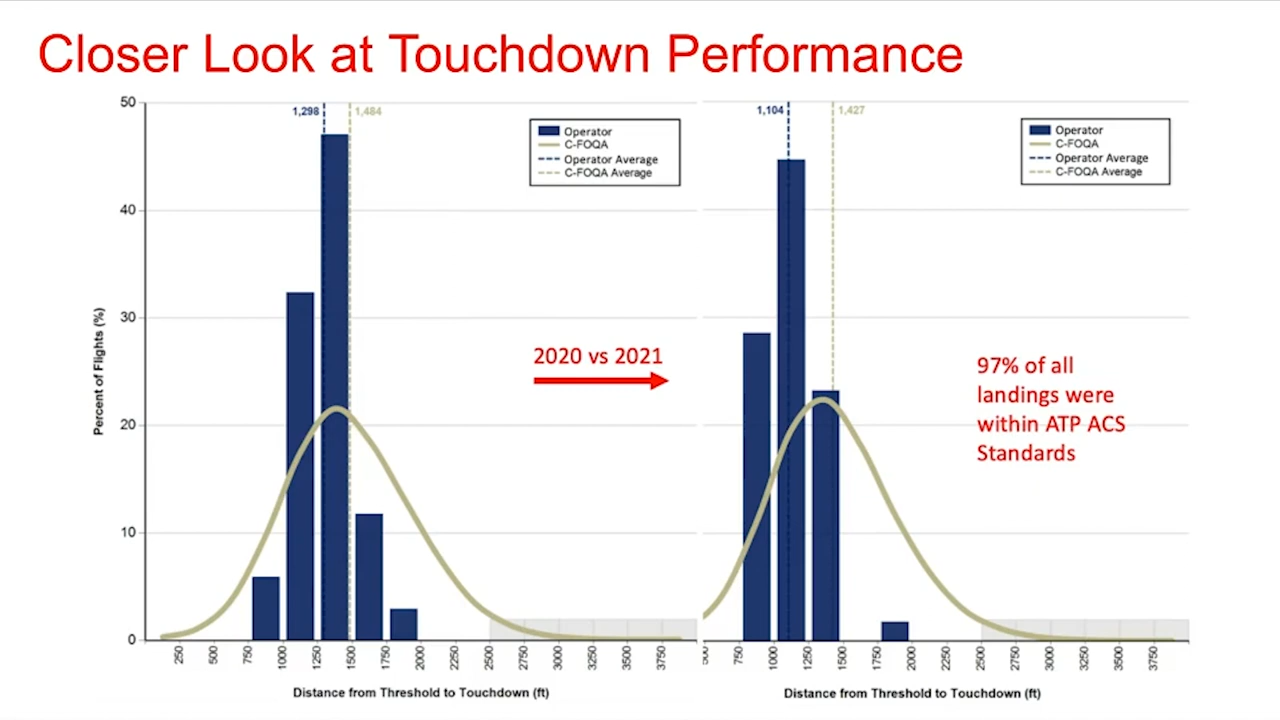 Closer Look at Touchdown Performance
50
40
30
20
10
0
Percent of Flights (%)
1,298
1,484
Operator
C-FOQA
Operator Average
C-FOQA Average
250
500
750
1000
1250
1500
1750
2000
2250
2500
2750
3000
3250
3500
3750
Distance from Threshold to Touchdown (ft)
2020 vs 2021
1,104
1,427
Operator
C-FOQA
Operator Average
C-FOQA Average
97% of all
landings were
within ATP ACS
Standards
750
1000
1250
1500
1750
2000
2250
2500
2750
3000
3250
3500
3750
Distance from Threshold to Touchdown (ft)